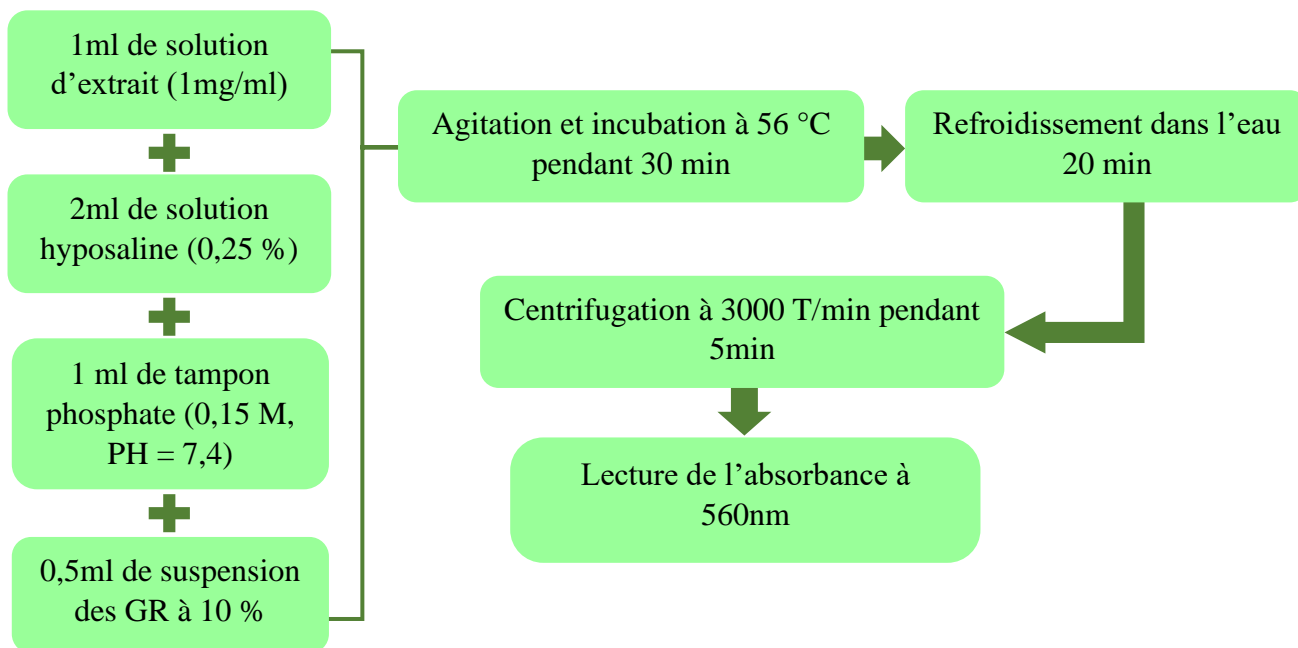 1ml de solution
d’extrait (1mg/ml)
2ml de solution
hyposaline (0,25 %)
1 ml de tampon
phosphate (0,15 M,
PH = 7,4)
0,5ml de suspension
des GR à 10 %
Agitation et incubation à 56 °C
pendant 30 min
Refroidissement dans l’eau
20 min
Centrifugation à 3000 T/min pendant
5min
Lecture de l’absorbance à
560nm